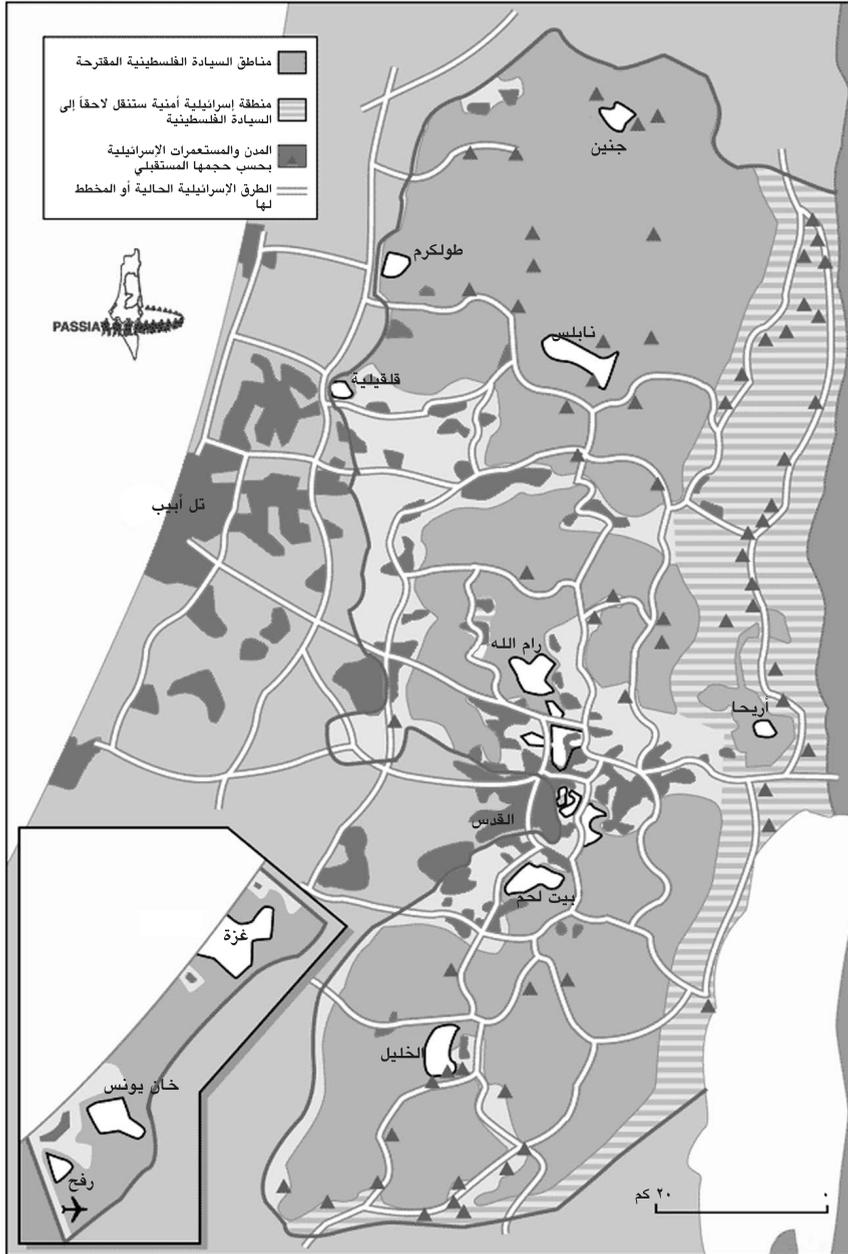 مناطق السيادة الفلسطينية المقترحة
منطقة إسرائيلية أمنية ستنقل لاحقاً إلى
السيادة الفلسطينية
المدن والمستعمرات الإسرائيلية
بحسب حجمها المستقبلي
الطرق الإسرائيلية الحالية أو المخطط
لها
جنين
طولكرم
PASSIA
نابلس
قلقيلية
تل أبيب
رام الله
أريحا
القدس
بيت لحم
غزة
الخليل
خان يونس
رفح
٢٠ كم
٠